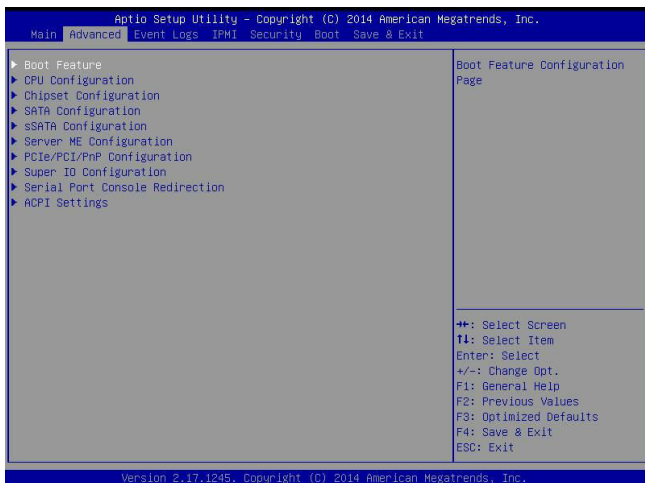 Aptio Setup Utility – Copyright (C) 2014 American Megatrends, Inc.
Main Advanced Event Logs IPMI Security Boot Save & Exit
Boot Feature
CPU Configuration
Chipset Configuration
SATA Configuration
sSATA Configuration
Server ME Configuration
PCIe/PCI/PnP Configuration
Super IO Configuration
Serial Port Console Redirection
ACPI Settings
Boot Feature Configuration
Page
→←: Select Screen
↑↓: Select Item
Enter: Select
+/-: Change Opt.
F1: General Help
F2: Previous Values
F3: Optimized Defaults
F4: Save & Exit
ESC: Exit
Version 2.17.1245. Copyright (C) 2014 American Megatrends, Inc.